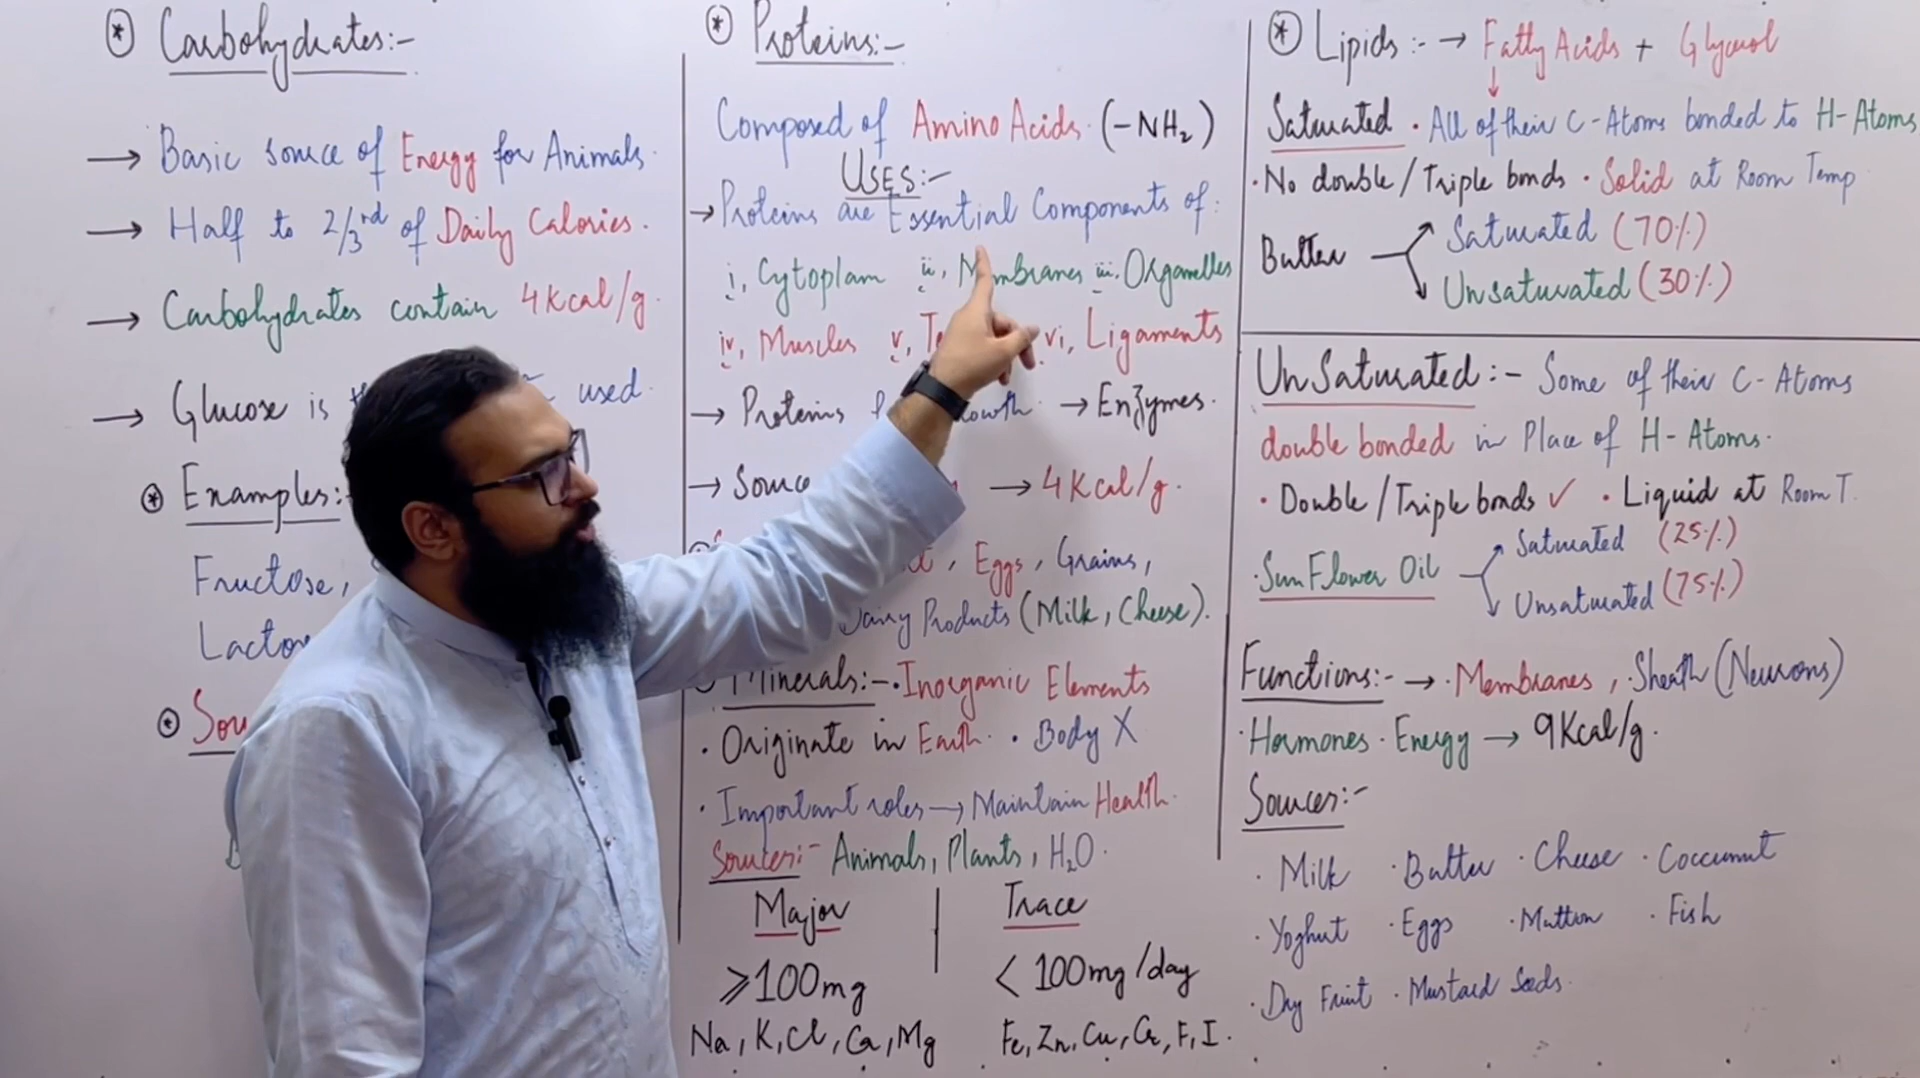 * Carbohydrates:-
→ Basic source of Energy for Animals.
→ Half to 2/3rd of Daily Calories.
→ Carbohydrates contain 4Kcal/g.
→ Glucose is used.
* Examples:-
Fructose,
* Proteins:-
Composed of Amino Acids. (-NH₂)
USES:-
→ Proteins are Essential Components of:
i, Cytoplam ii, Membranes iii. Organelles
iv, Muscles v, vi, Ligaments
→ Proteins → Enzymes.
→ 4Kcal/g.
, Eggs, Grains,
Dairy Products (Milk, Cheese).
Minerals:- · Inorganic Elements
· Originate in Earth. · Body X
· Important roles → Maintain Health.
Sources:- Animals, Plants, H₂O.
Major
≥100mg
Na, K, Cl, Ca, Mg
Trace
< 100mg/day
Fe, Zn, Cu, Cr, F, I.
* Lipids:- → Fatty Acids + Glycerol
↓
Saturated · All of their C-Atoms bonded to H-Atoms
· No double/Triple bonds · Solid at Room Temp
Butter Saturated (70%)
Unsaturated (30%)
UnSaturated:- Some of their C-Atoms
double bonded in Place of H-Atoms.
· Double/Triple bonds ✓ · Liquid at Room T.
· SunFlower Oil Saturated (25%)
Unsaturated (75%)
Functions:- → · Membranes, · Sheath (Neurons)
· Hormones · Energy → 9Kcal/g.
Sources:-
· Milk · Butter · Cheese · Coccunut
· Yoghut · Eggs · Mutton · Fish
· Dry Fruit · Mustard Seeds.